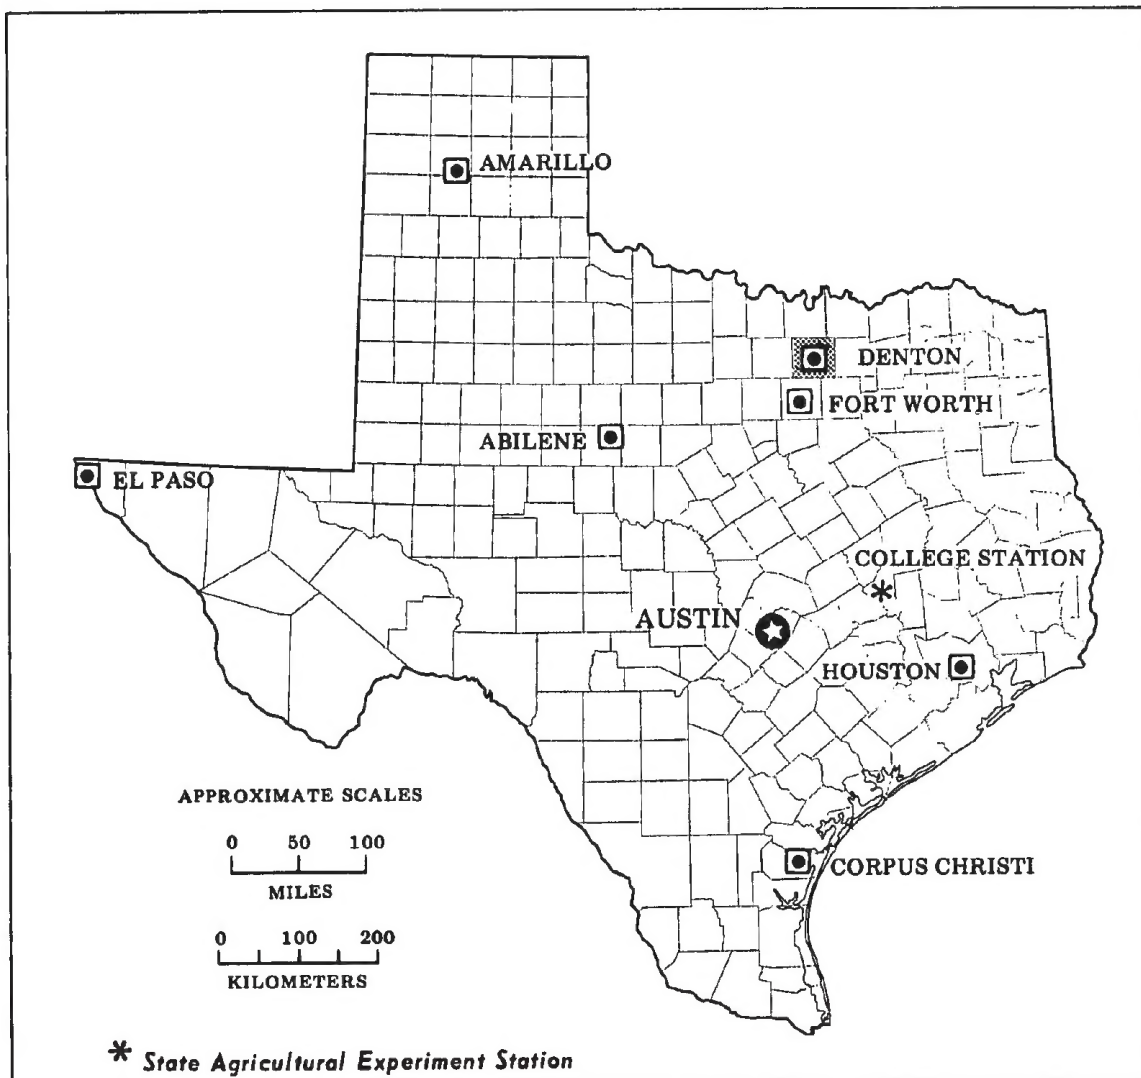 AMARILLO
DENTON
FORT WORTH
ABILENE
EL PASO
COLLEGE STATION
AUSTIN
HOUSTON
APPROXIMATE SCALES
0 50 100
MILES
CORPUS CHRISTI
0 100 200
KILOMETERS
* State Agricultural Experiment Station